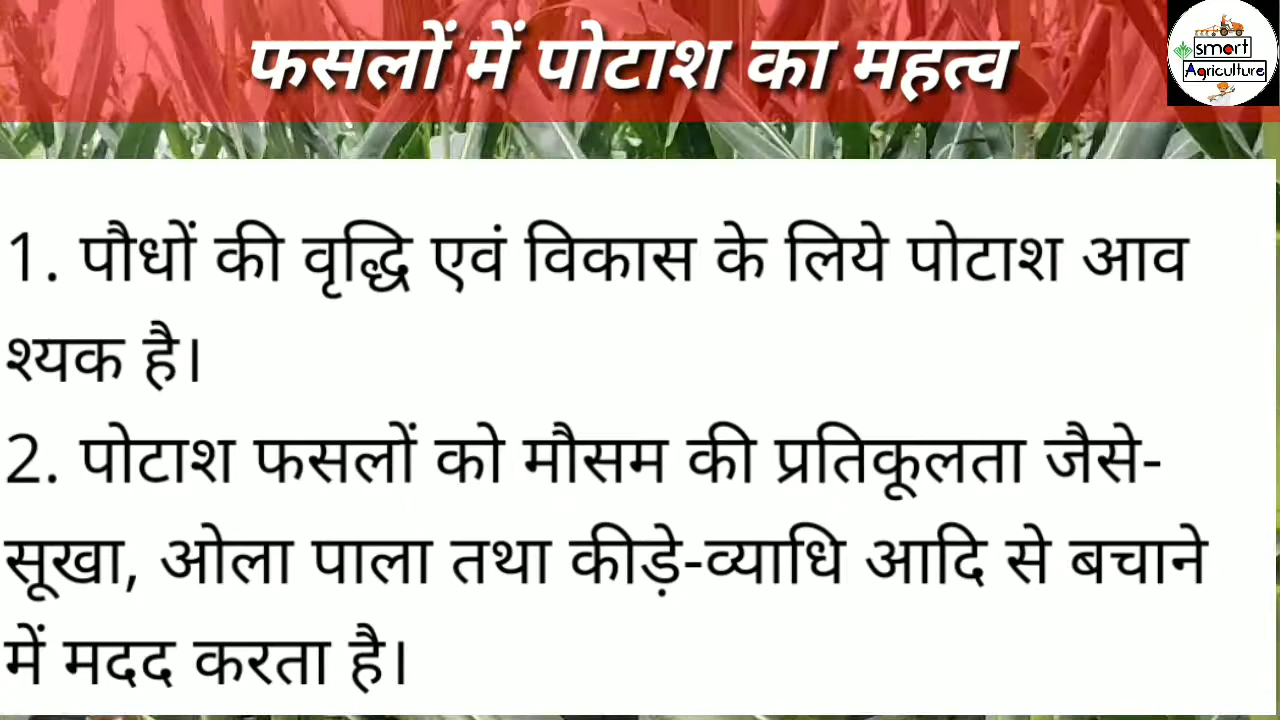 फसलों में पोटाश का महत्व
smart
Agriculture
1. पौधों की वृद्धि एवं विकास के लिये पोटाश आव
श्यक है।
2. पोटाश फसलों को मौसम की प्रतिकूलता जैसे-
सूखा, ओला पाला तथा कीड़े-व्याधि आदि से बचाने
में मदद करता है।